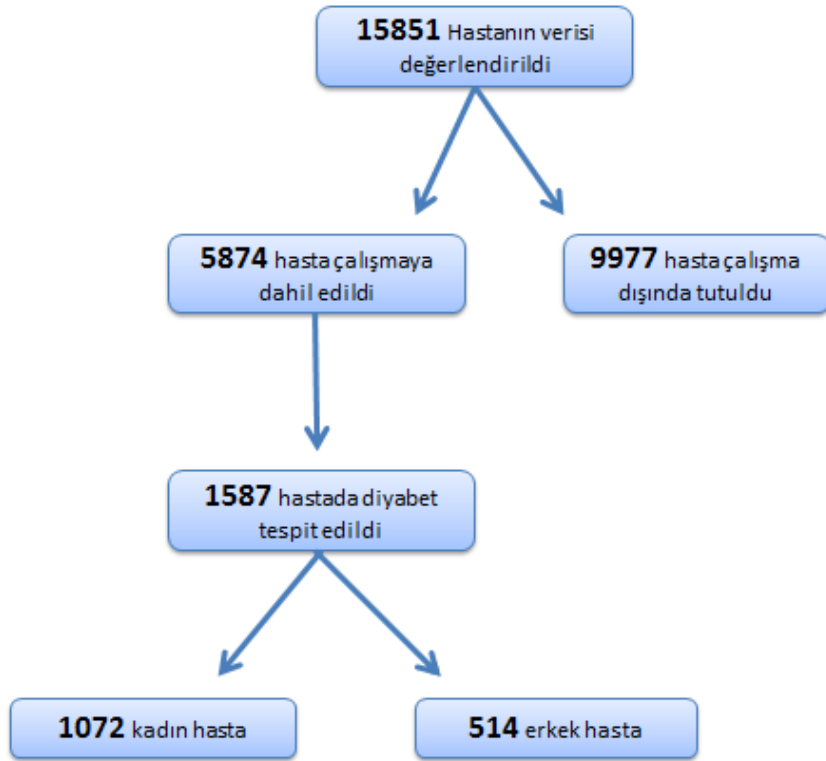 15851 Hastanın verisi
değerlendirildi
5874 hasta çalışmaya
dahil edildi
9977 hasta çalışma
dışında tutuldu
1587 hastada diyabet
tespit edildi
1072 kadın hasta
514 erkek hasta